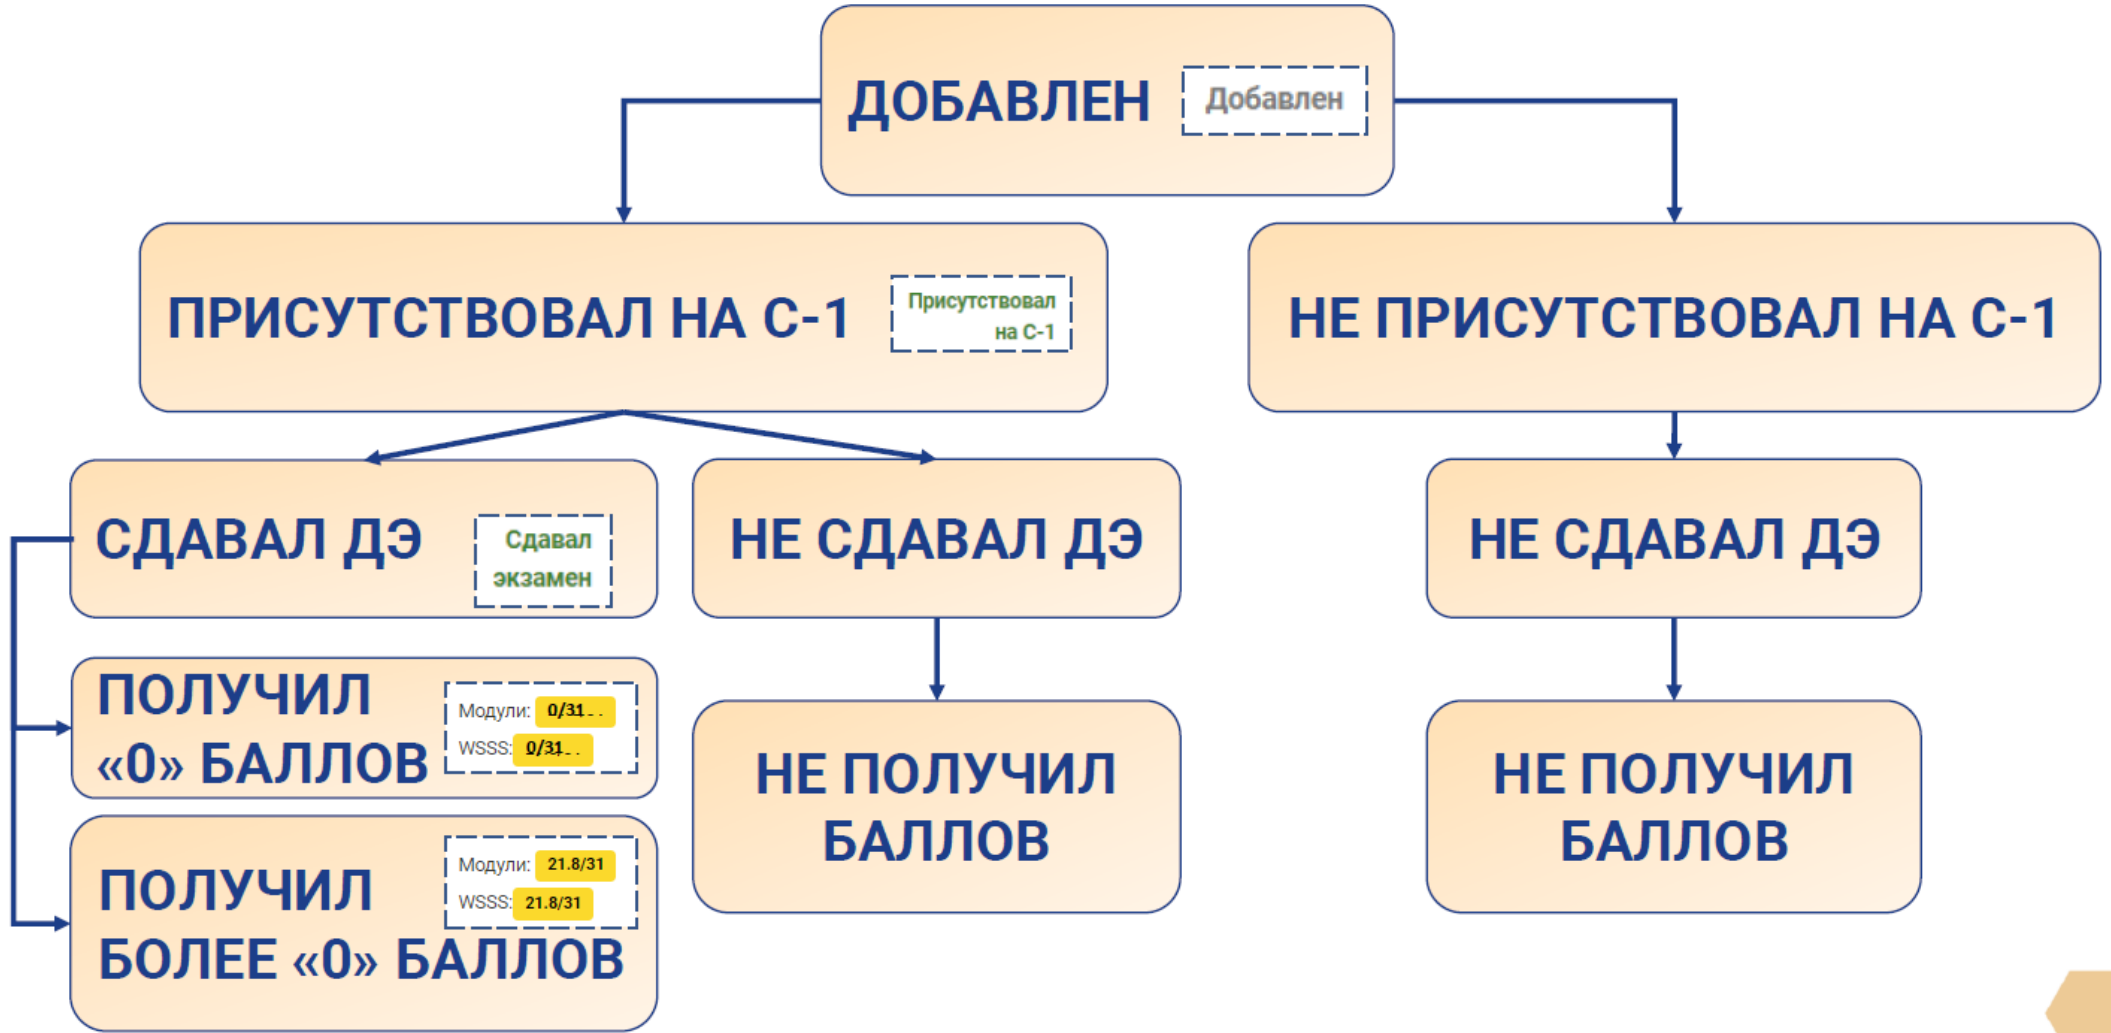 ДОБАВЛЕН
Добавлен
ПРИСУТСТВОВАЛ НА С-1
Присутствовал
на С-1
НЕ ПРИСУТСТВОВАЛ НА С-1
СДАВАЛ ДЭ
Сдавал
экзамен
НЕ СДАВАЛ ДЭ
НЕ СДАВАЛ ДЭ
ПОЛУЧИЛ
«0» БАЛЛОВ
Модули: 0/31
WSSS: 0/31
ПОЛУЧИЛ
БОЛЕЕ «0» БАЛЛОВ
Модули: 21.8/31
WSSS: 21.8/31
НЕ ПОЛУЧИЛ
БАЛЛОВ
НЕ ПОЛУЧИЛ
БАЛЛОВ